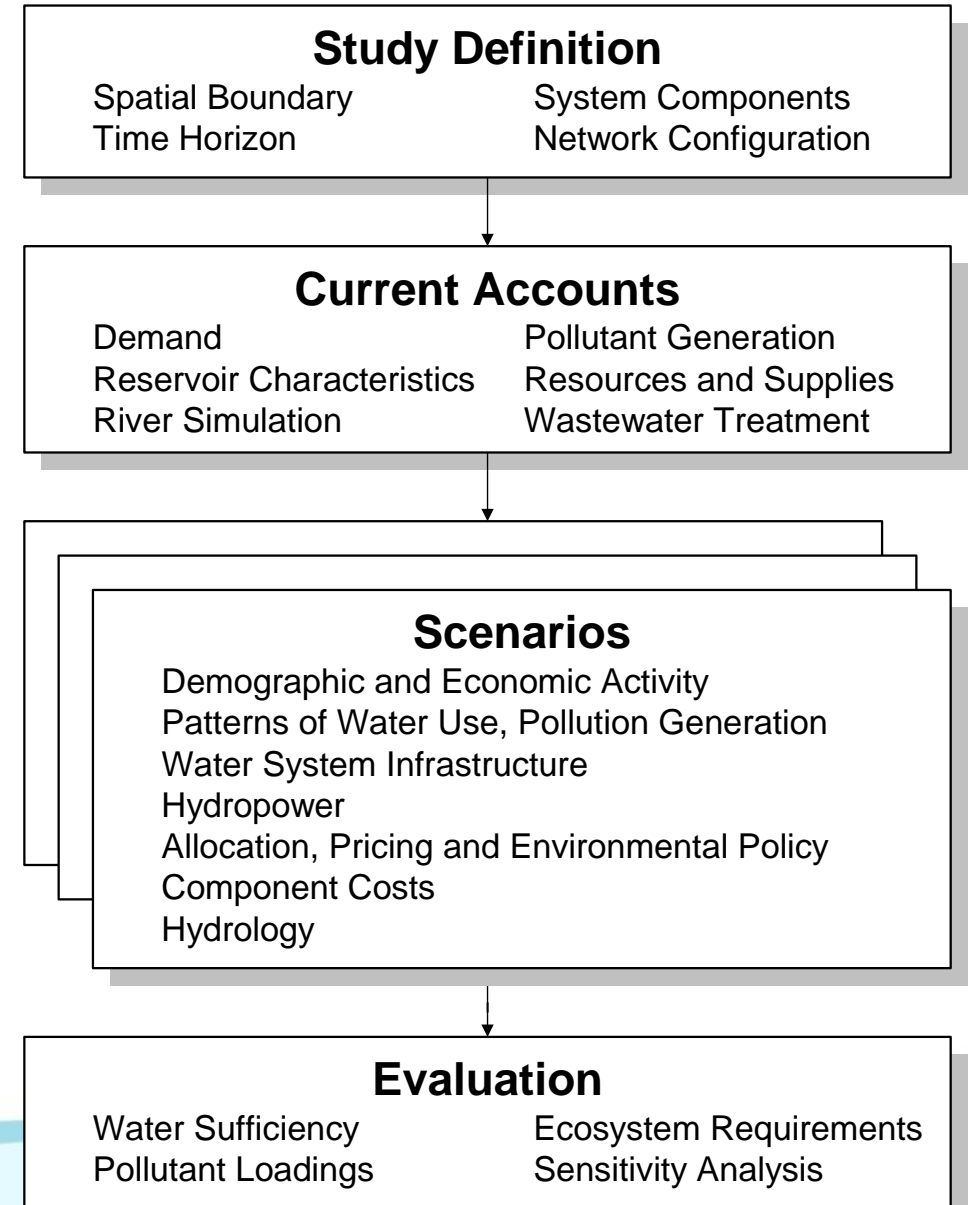 Study Definition
Spatial Boundary System Components
Time Horizon Network Configuration
Current Accounts
Demand Pollutant Generation
Reservoir Characteristics Resources and Supplies
River Simulation Wastewater Treatment
Scenarios
Demographic and Economic Activity
Patterns of Water Use, Pollution Generation
Water System Infrastructure
Hydropower
Allocation, Pricing and Environmental Policy
Component Costs
Hydrology
Evaluation
Water Sufficiency Ecosystem Requirements
Pollutant Loadings Sensitivity Analysis